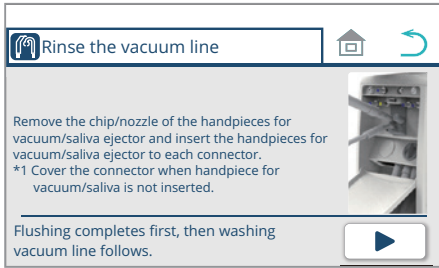 Rinse the vacuum line
Remove the chip/nozzle of the handpieces for
vacuum/saliva ejector and insert the handpieces for
vacuum/saliva ejector to each connector.
*1 Cover the connector when handpiece for
vacuum/saliva is not inserted.
Flushing completes first, then washing
vacuum line follows.